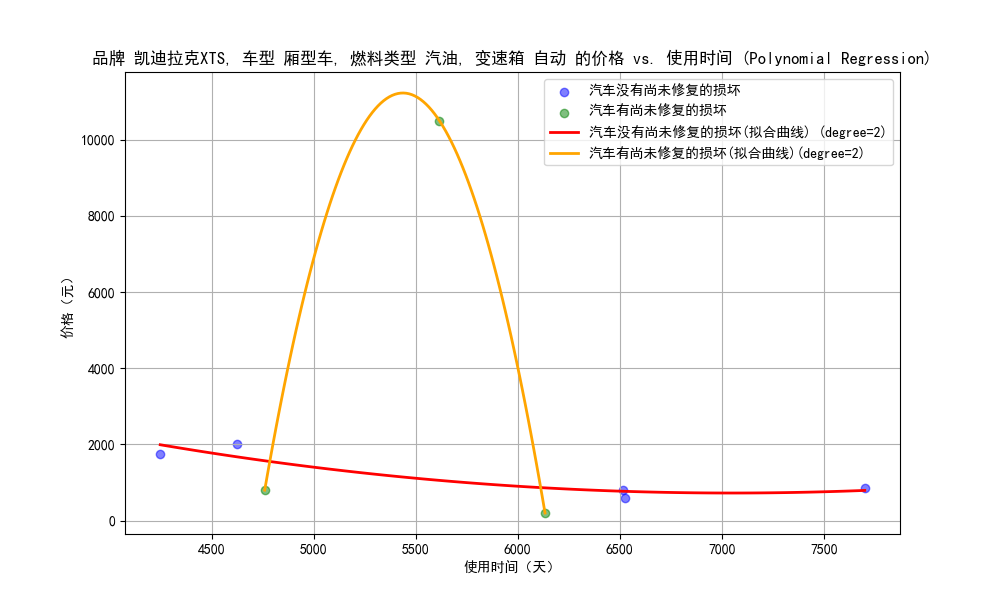 品牌 凯迪拉克XTS, 车型 厢型车, 燃料类型 汽油, 变速箱 自动 的价格 vs. 使用时间 (Polynomial Regression)
汽车没有尚未修复的损坏
汽车有尚未修复的损坏
汽车没有尚未修复的损坏(拟合曲线) (degree=2)
汽车有尚未修复的损坏(拟合曲线)(degree=2)
价格（元）
10000
8000
6000
4000
2000
0
4500 5000 5500 6000 6500 7000 7500
使用时间（天）